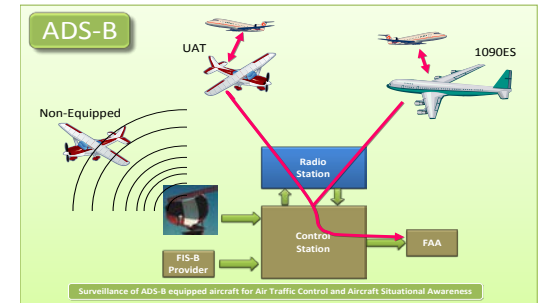 ADS-B
UAT
1090ES
Non-Equipped
Radio
Station
Control
Station
FAA
FIS-B
Provider
Surveillance of ADS-B equipped aircraft for Air Traffic Control and Aircraft Situational Awareness